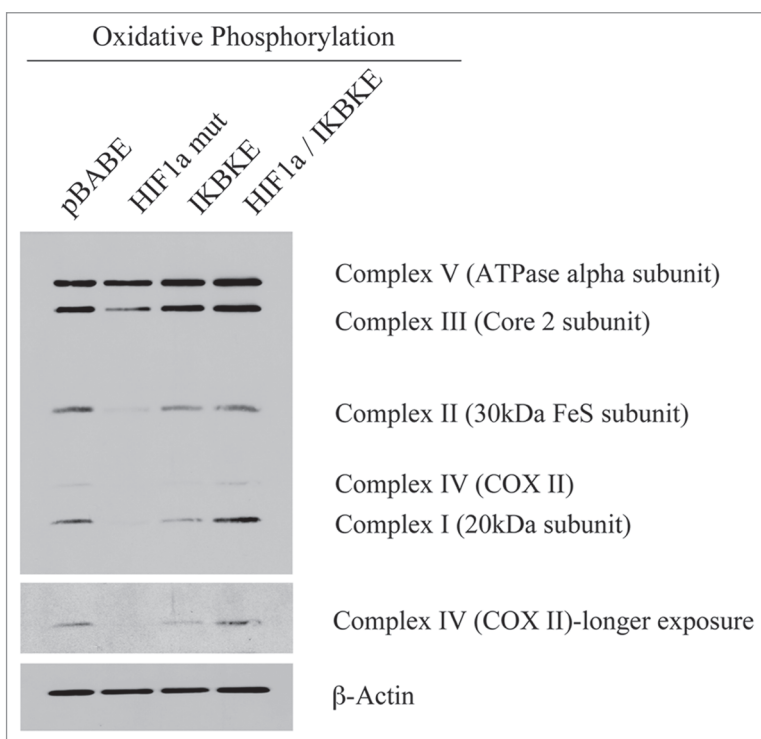 Oxidative Phosphorylation
pBABE
HIF1a mut
IKBKE
HIF1a / IKBKE
Complex V (ATPase alpha subunit)
Complex III (Core 2 subunit)
Complex II (30kDa FeS subunit)
Complex IV (COX II)
Complex I (20kDa subunit)
Complex IV (COX II)-longer exposure
β-Actin